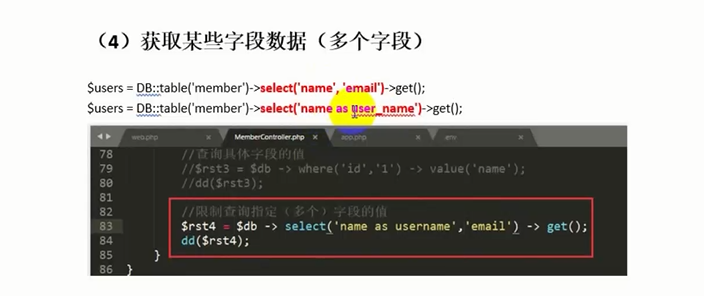 （4）获取某些字段数据（多个字段）
$users = DB::table('member')->select('name', 'email')->get();
$users = DB::table('member')->select('name as user_name')->get();
web.php × MemberController.php × app.php × .env ×
78 //查询具体字段的值
79 //$rst3 = $db -> where('id','1') -> value('name');
80 //dd($rst3);
81
82 //限制查询指定（多个）字段的值
83 $rst4 = $db -> select('name as username','email') -> get();
84 dd($rst4);
85 }
86 }